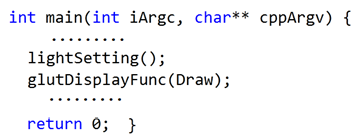 int main(int iArgc, char** cppArgv) {
.........
lightSetting();
glutDisplayFunc(Draw);
.........
return 0; }